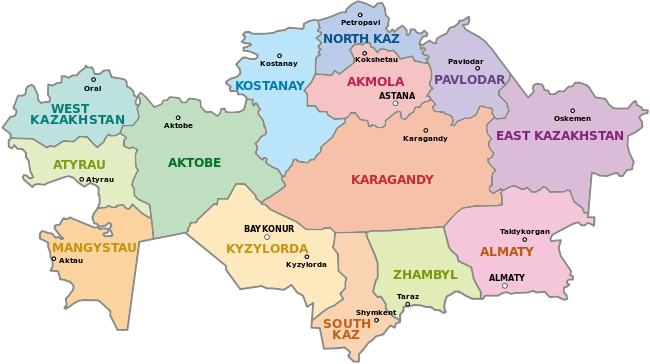 Petropavl
NORTH KAZ
Kostanay
Kokshetau
Pavlodar
Oral
KOSTANAY
AKMOLA
PAVLODAR
ASTANA
WEST
KAZAKHSTAN
Aktobe
Oskemen
Karagandy
EAST KAZAKHSTAN
ATYRAU
AKTOBE
Atyrau
KARAGANDY
BAYKONUR
Taldykorgan
MANGYSTAU
KYZYLORDA
ALMATY
Aktau
Kyzylorda
ZHAMBYL
ALMATY
Taraz
Shymkent
SOUTH
KAZ